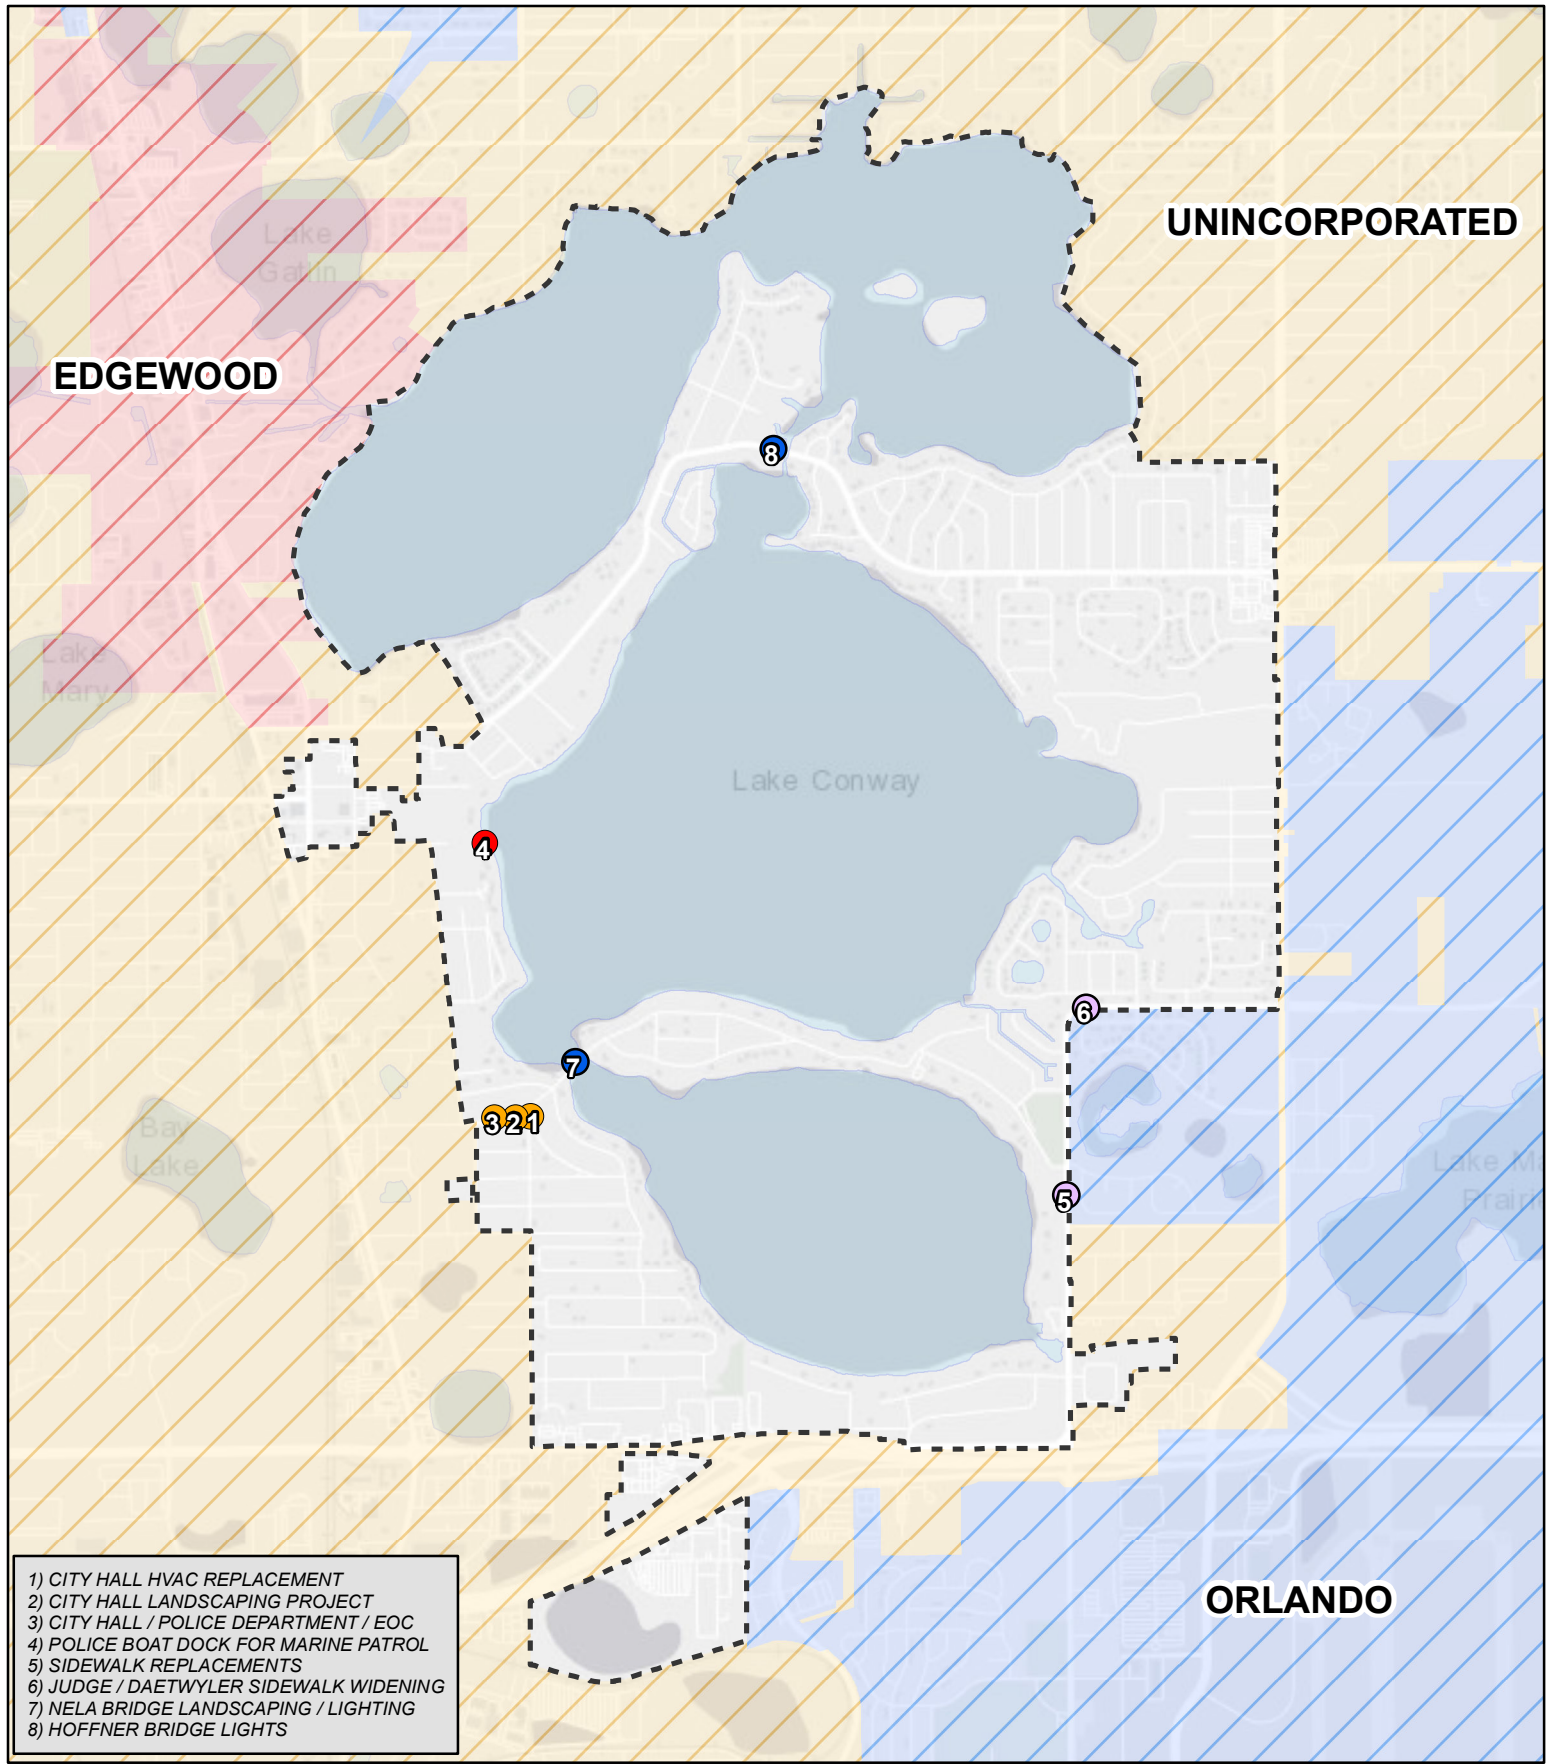 UNINCORPORATED
Lake
Gatlin
EDGEWOOD
8
Lake
Mary
Lake Conway
4
6
7
3 2 1
Bay
Lake
Lake
Prairie
5
ORLANDO
1) CITY HALL HVAC REPLACEMENT
2) CITY HALL LANDSCAPING PROJECT
3) CITY HALL / POLICE DEPARTMENT / EOC
4) POLICE BOAT DOCK FOR MARINE PATROL
5) SIDEWALK REPLACEMENTS
6) JUDGE / DAETWYLER SIDEWALK WIDENING
7) NELA BRIDGE LANDSCAPING / LIGHTING
8) HOFFNER BRIDGE LIGHTS